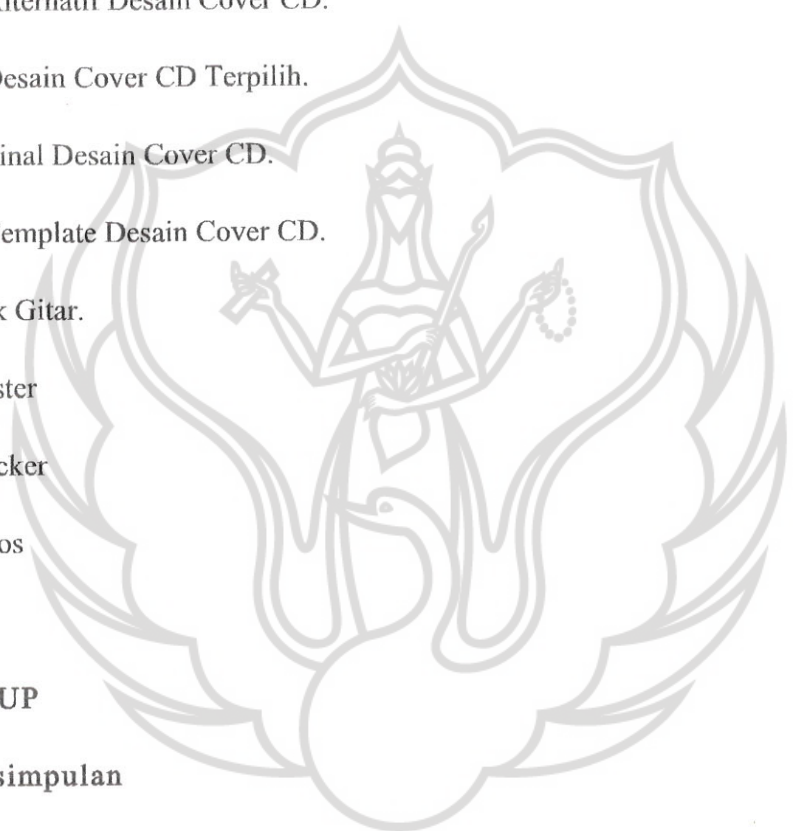 Desain Cover CD.
Desain Cover CD Terpilih.
inal Desain Cover CD.
emplate Desain Cover CD.
k Gitar.
ster
cker
os
UP
simpulan